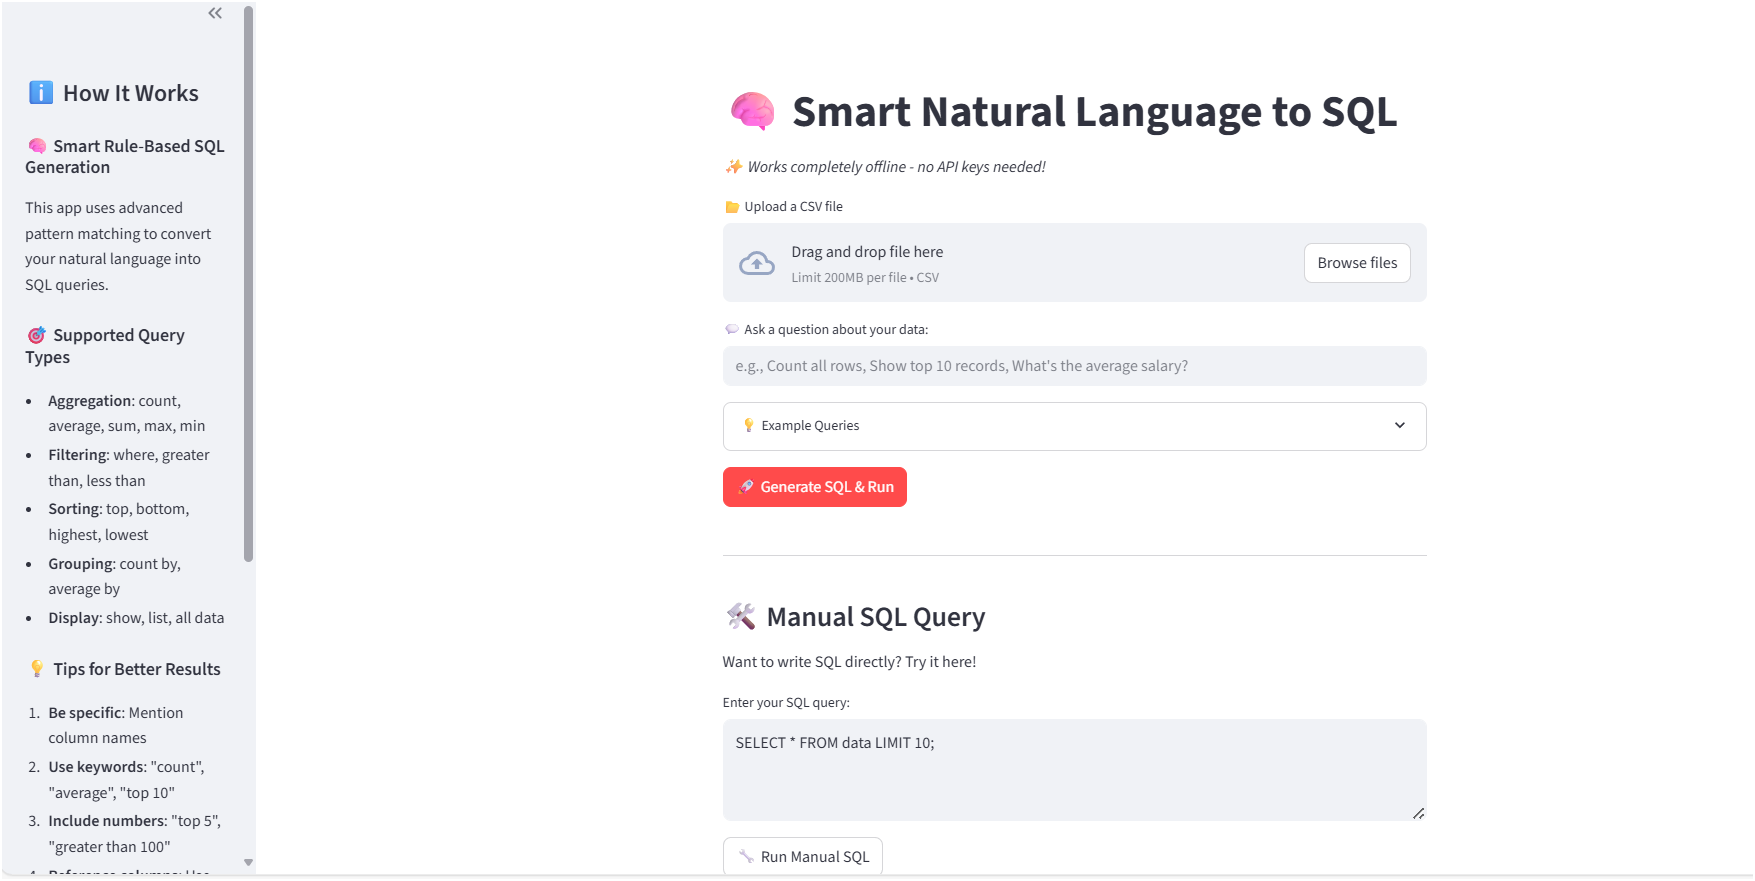 How It Works
Smart Rule-Based SQL
Generation
This app uses advanced
pattern matching to convert
your natural language into
SQL queries.
Supported Query
Types
Aggregation: count,
average, sum, max, min
Filtering: where, greater
than, less than
Sorting: top, bottom,
highest, lowest
Grouping: count by,
average by
Display: show, list, all data
Tips for Better Results
1. Be specific: Mention
column names
2. Use keywords: "count",
"average", "top 10"
3. Include numbers: "top 5",
"greater than 100"
Smart Natural Language to SQL
Works completely offline - no API keys needed!
Upload a CSV file
Drag and drop file here
Limit 200MB per file • CSV
Browse files
Ask a question about your data:
e.g., Count all rows, Show top 10 records, What's the average salary?
Example Queries
Generate SQL & Run
Manual SQL Query
Want to write SQL directly? Try it here!
Enter your SQL query:
SELECT * FROM data LIMIT 10;
Run Manual SQL